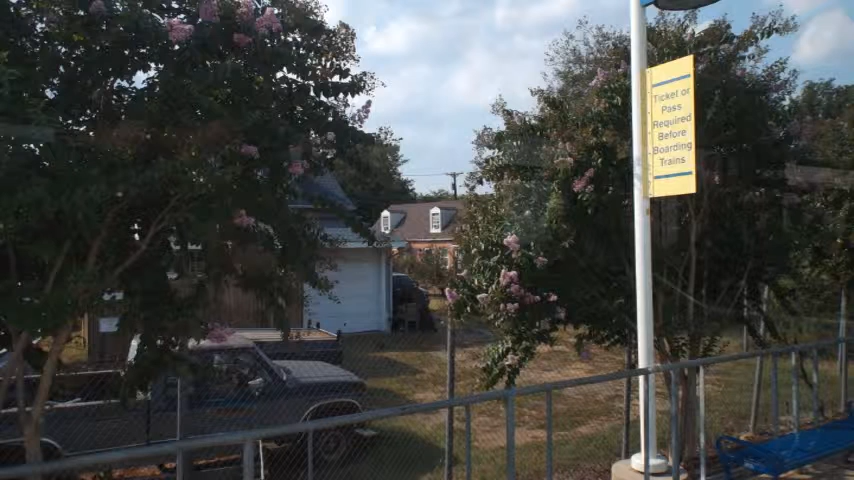 Ticket or
Pass
Required
Before
Boarding
Trains